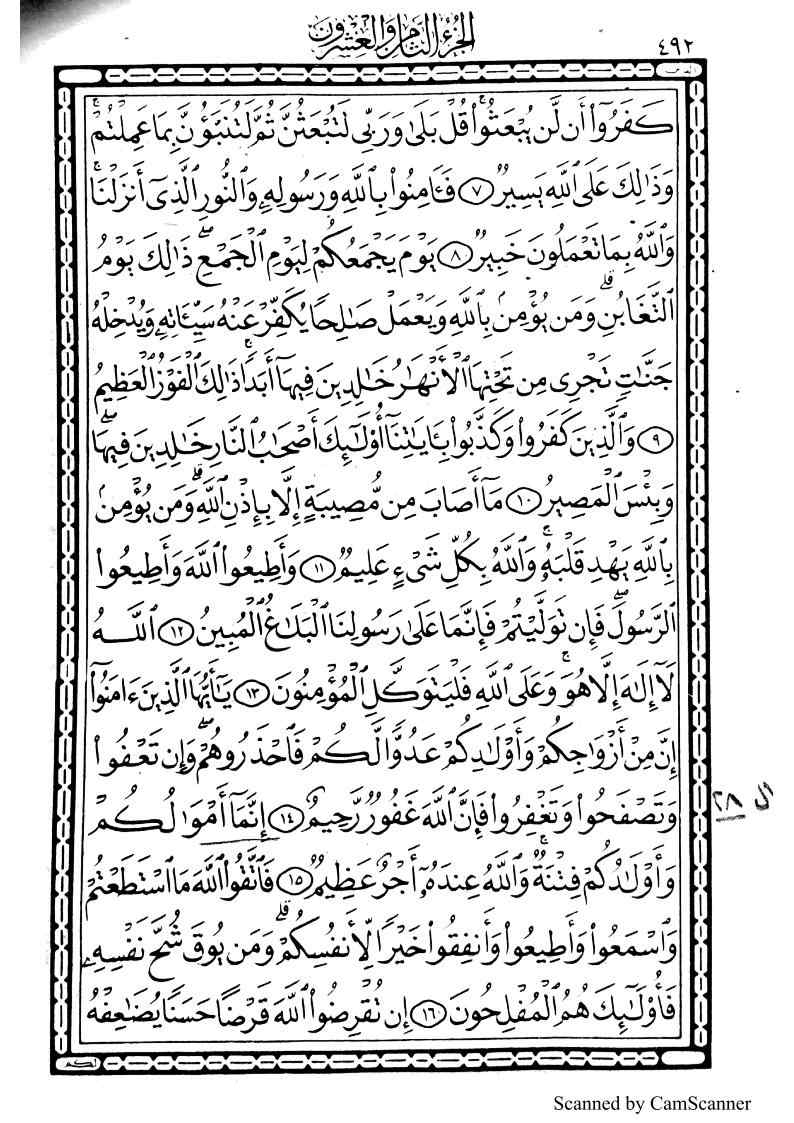 ٤٩٢
الجزء الثامن والعشرون
كَفَرُوٓاْ أَن لَّن يُبْعَثُواْ ۚ قُلْ بَلَىٰ وَرَبِّى لَتُبْعَثُنَّ ثُمَّ لَتُنَبَّؤُنَّ بِمَا عَمِلْتُمْ ۚ
وَذَٰلِكَ عَلَى ٱللَّهِ يَسِيرٌ ٧ فَـَٔامِنُواْ بِٱللَّهِ وَرَسُولِهِۦ وَٱلنُّورِ ٱلَّذِىٓ أَنزَلْنَا ۚ
وَٱللَّهُ بِمَا تَعْمَلُونَ خَبِيرٌ ٨ يَوْمَ يَجْمَعُكُمْ لِيَوْمِ ٱلْجَمْعِ ۖ ذَٰلِكَ يَوْمُ
ٱلتَّغَابُنِ ۗ وَمَن يُؤْمِنۢ بِٱللَّهِ وَيَعْمَلْ صَـٰلِحًا يُكَفِّرْ عَنْهُ سَيِّـَٔاتِهِۦ وَيُدْخِلْهُ
جَنَّـٰتٍ تَجْرِى مِن تَحْتِهَا ٱلْأَنْهَـٰرُ خَـٰلِدِينَ فِيهَآ أَبَدًا ۚ ذَٰلِكَ ٱلْفَوْزُ ٱلْعَظِيمُ
٩ وَٱلَّذِينَ كَفَرُواْ وَكَذَّبُواْ بِـَٔايَـٰتِنَآ أُوْلَـٰٓئِكَ أَصْحَـٰبُ ٱلنَّارِ خَـٰلِدِينَ فِيهَا ۖ
وَبِئْسَ ٱلْمَصِيرُ ١٠ مَآ أَصَابَ مِن مُّصِيبَةٍ إِلَّا بِإِذْنِ ٱللَّهِ ۗ وَمَن يُؤْمِنۢ
بِٱللَّهِ يَهْدِ قَلْبَهُۥ ۚ وَٱللَّهُ بِكُلِّ شَىْءٍ عَلِيمٌ ١١ وَأَطِيعُواْ ٱللَّهَ وَأَطِيعُواْ
ٱلرَّسُولَ ۚ فَإِن تَوَلَّيْتُمْ فَإِنَّمَا عَلَىٰ رَسُولِنَا ٱلْبَلَـٰغُ ٱلْمُبِينُ ١٢ ٱللَّهُ
لَآ إِلَـٰهَ إِلَّا هُوَ ۚ وَعَلَى ٱللَّهِ فَلْيَتَوَكَّلِ ٱلْمُؤْمِنُونَ ١٣ يَـٰٓأَيُّهَا ٱلَّذِينَ ءَامَنُوٓاْ
إِنَّ مِنْ أَزْوَٰجِكُمْ وَأَوْلَـٰدِكُمْ عَدُوًّا لَّكُمْ فَٱحْذَرُوهُمْ ۚ وَإِن تَعْفُواْ
وَتَصْفَحُواْ وَتَغْفِرُواْ فَإِنَّ ٱللَّهَ غَفُورٌ رَّحِيمٌ ١٤ إِنَّمَآ أَمْوَٰلُكُمْ
وَأَوْلَـٰدُكُمْ فِتْنَةٌ ۚ وَٱللَّهُ عِندَهُۥٓ أَجْرٌ عَظِيمٌ ١٥ فَٱتَّقُواْ ٱللَّهَ مَا ٱسْتَطَعْتُمْ
وَٱسْمَعُواْ وَأَطِيعُواْ وَأَنفِقُواْ خَيْرًا لِّأَنفُسِكُمْ ۗ وَمَن يُوقَ شُحَّ نَفْسِهِۦ
فَأُوْلَـٰٓئِكَ هُمُ ٱلْمُفْلِحُونَ ١٦ إِن تُقْرِضُواْ ٱللَّهَ قَرْضًا حَسَنًا يُضَـٰعِفْهُ
٢٨
Scanned by CamScanner